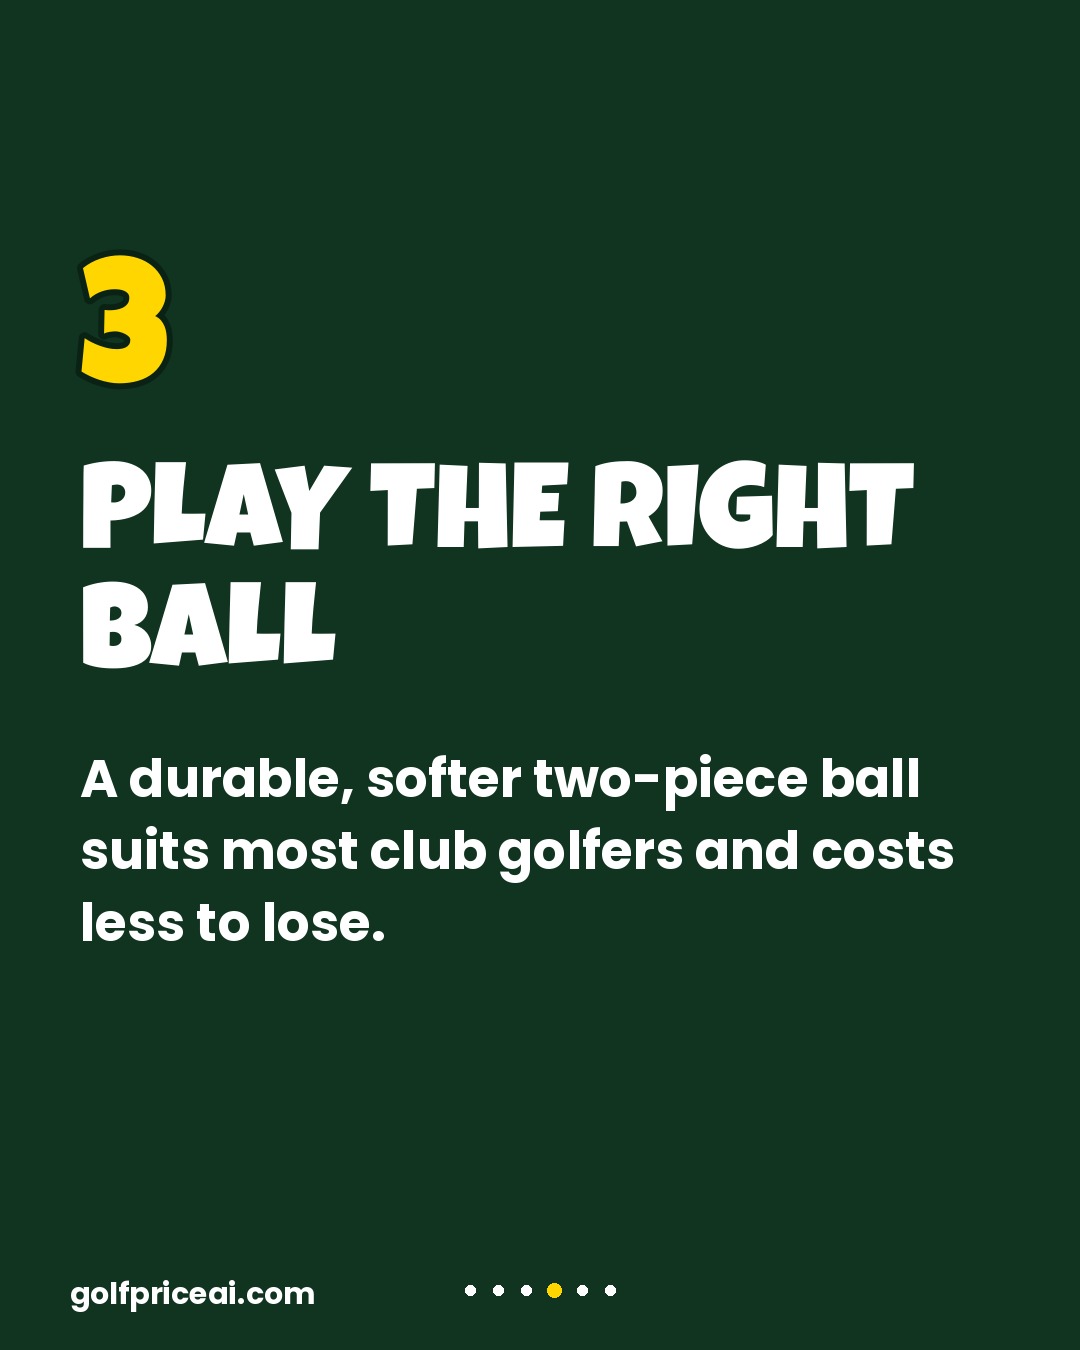 3
PLAY THE RIGHT
BALL
A durable, softer two-piece ball
suits most club golfers and costs
less to lose.
golfpriceai.com